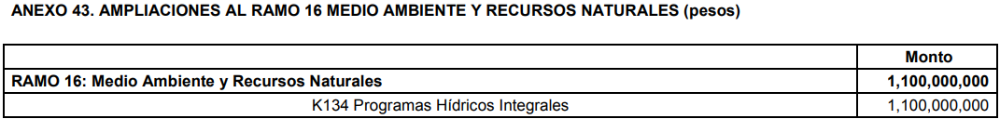 ANEXO 43. AMPLIACIONES AL RAMO 16 MEDIO AMBIENTE Y RECURSOS NATURALES (pesos)
Monto
RAMO 16: Medio Ambiente y Recursos Naturales 1,100,000,000
K134 Programas Hídricos Integrales 1,100,000,000